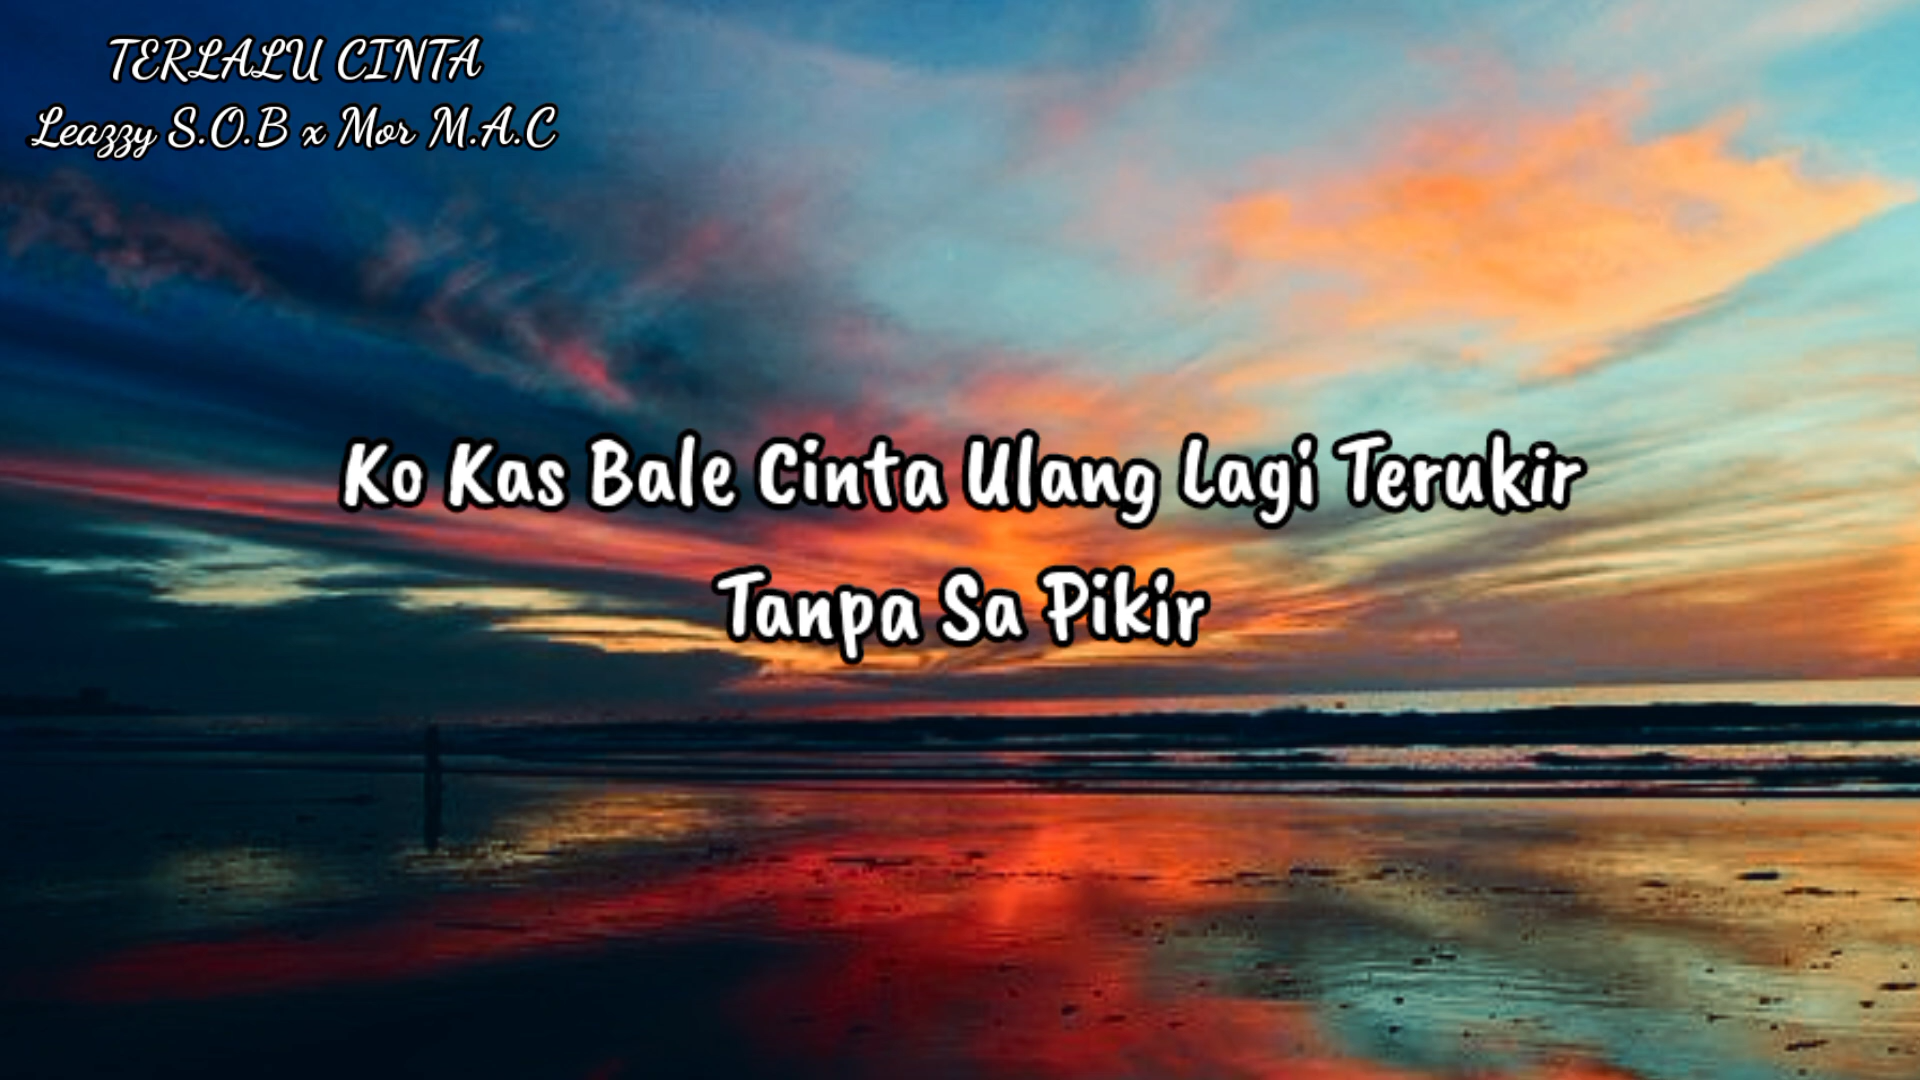 TERLALU CINTA
Leazzy S.O.B x Mor M.A.C
Ko Kas Bale Cinta Ulang Lagi Terukir
Tanpa Sa Pikir